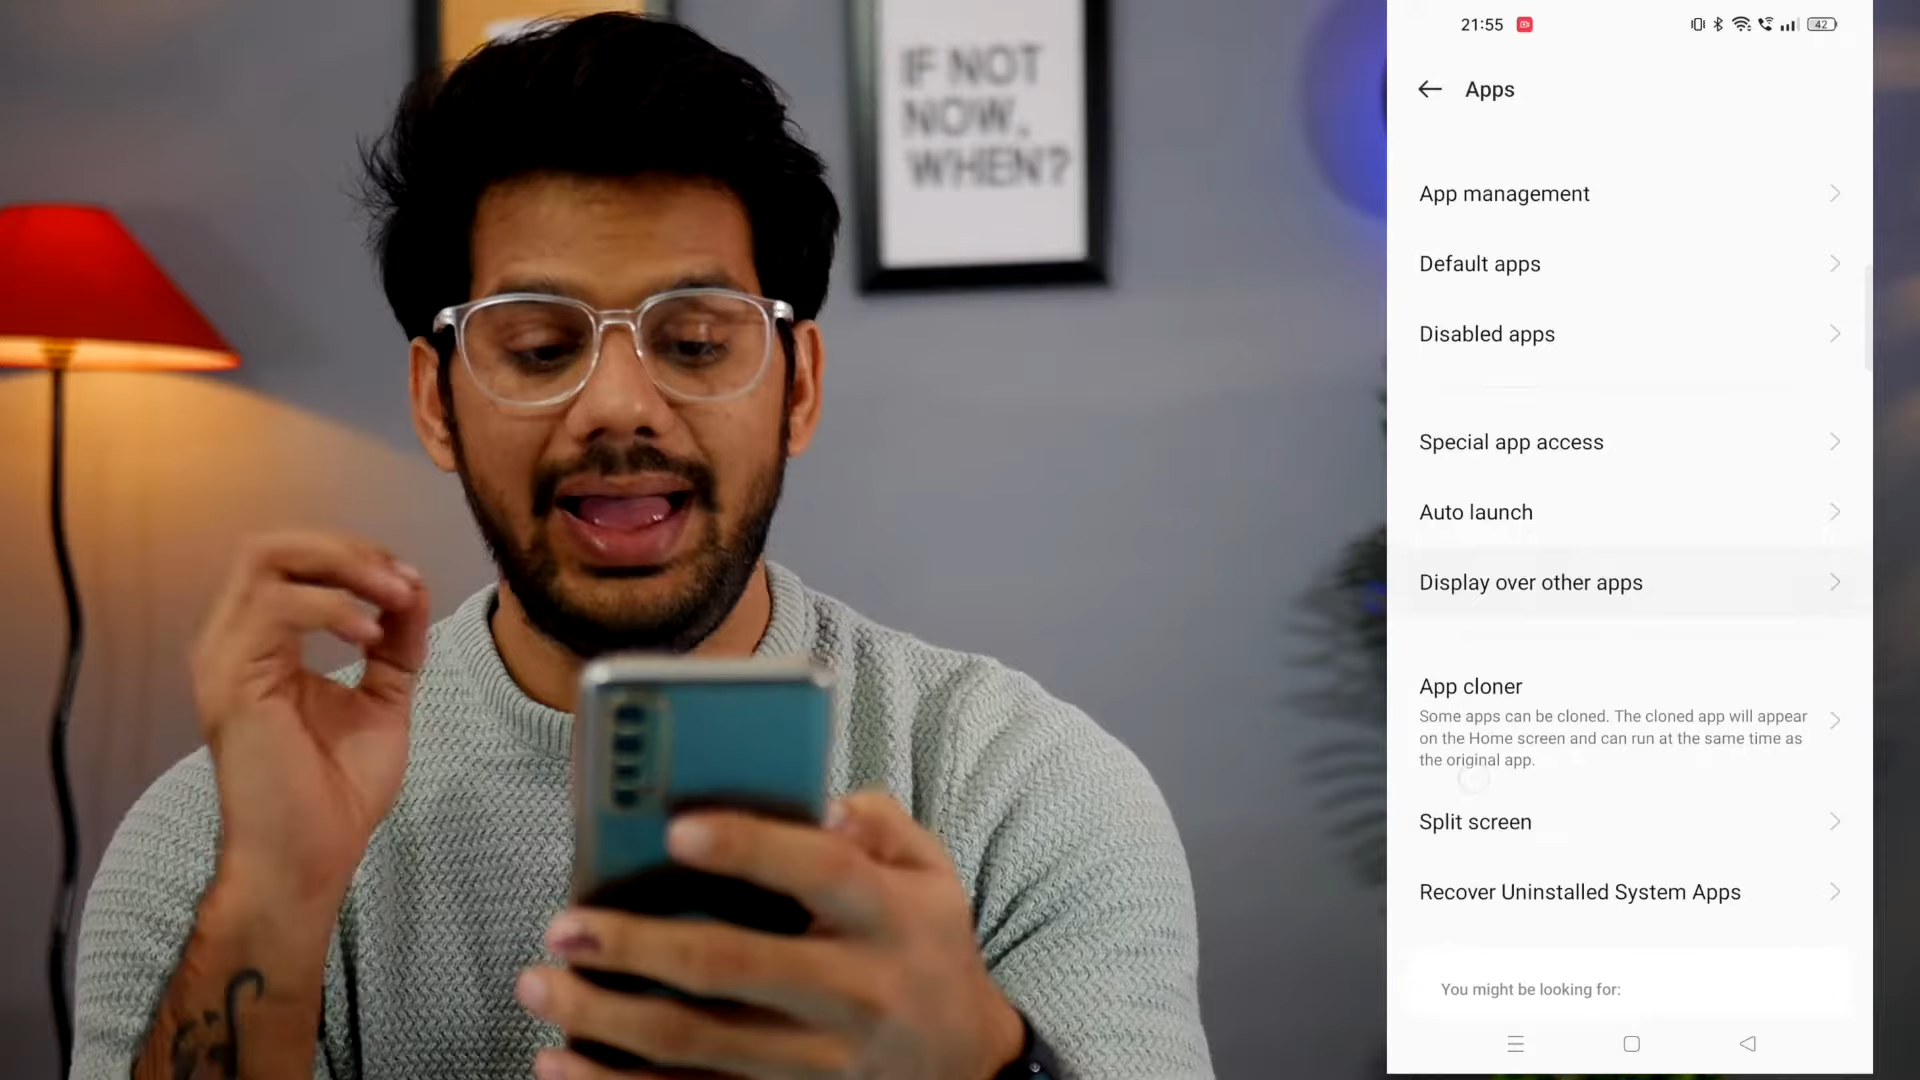 IF NOT
NOW,
WHEN?
21:55
42
Apps
App management
Default apps
Disabled apps
Special app access
Auto launch
Display over other apps
App cloner
Some apps can be cloned. The cloned app will appear
on the Home screen and can run at the same time as
the original app.
Split screen
Recover Uninstalled System Apps
You might be looking for: